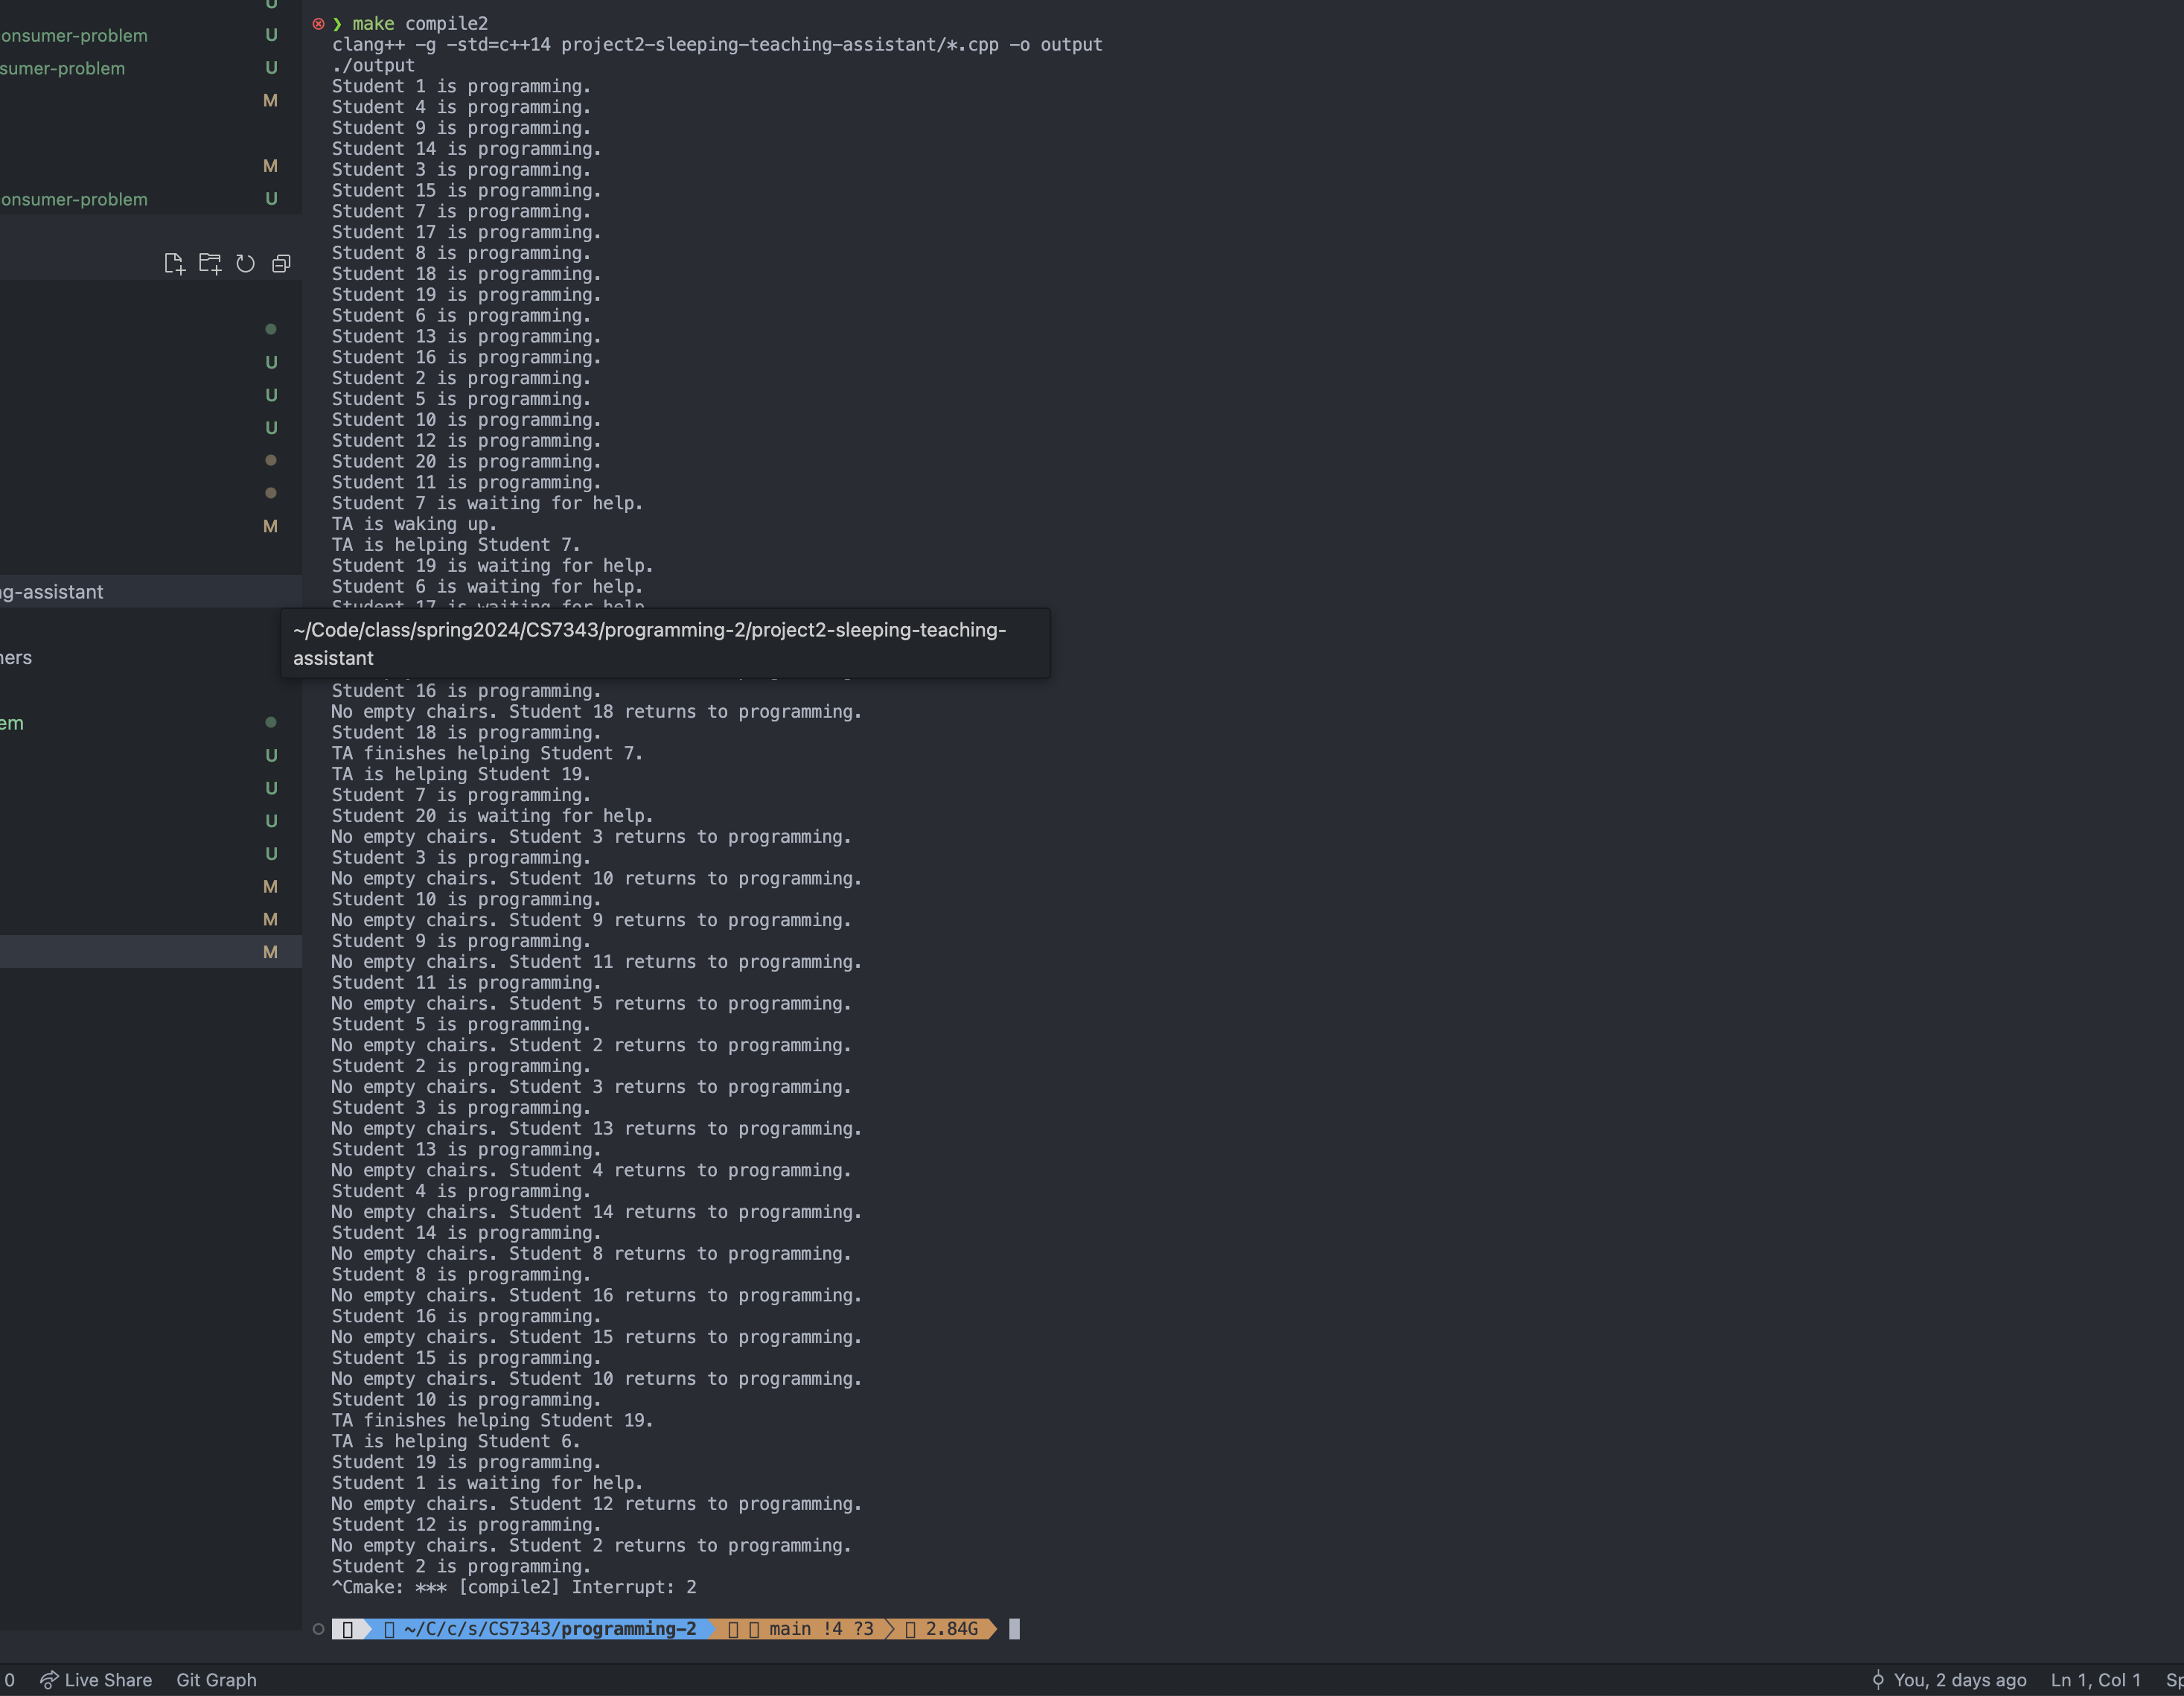 U
onsumer-problem U
sumer-problem U
M
M
onsumer-problem U
U
U
U
M
ng-assistant
ners
em
U
U
U
U
M
M
M
❯ make compile2
clang++ -g -std=c++14 project2-sleeping-teaching-assistant/*.cpp -o output
./output
Student 1 is programming.
Student 4 is programming.
Student 9 is programming.
Student 14 is programming.
Student 3 is programming.
Student 15 is programming.
Student 7 is programming.
Student 17 is programming.
Student 8 is programming.
Student 18 is programming.
Student 19 is programming.
Student 6 is programming.
Student 13 is programming.
Student 16 is programming.
Student 2 is programming.
Student 5 is programming.
Student 10 is programming.
Student 12 is programming.
Student 20 is programming.
Student 11 is programming.
Student 7 is waiting for help.
TA is waking up.
TA is helping Student 7.
Student 19 is waiting for help.
Student 6 is waiting for help.
Student 17 is waiting for help.
~/Code/class/spring2024/CS7343/programming-2/project2-sleeping-teaching-
assistant
Student 16 is programming.
No empty chairs. Student 18 returns to programming.
Student 18 is programming.
TA finishes helping Student 7.
TA is helping Student 19.
Student 7 is programming.
Student 20 is waiting for help.
No empty chairs. Student 3 returns to programming.
Student 3 is programming.
No empty chairs. Student 10 returns to programming.
Student 10 is programming.
No empty chairs. Student 9 returns to programming.
Student 9 is programming.
No empty chairs. Student 11 returns to programming.
Student 11 is programming.
No empty chairs. Student 5 returns to programming.
Student 5 is programming.
No empty chairs. Student 2 returns to programming.
Student 2 is programming.
No empty chairs. Student 3 returns to programming.
Student 3 is programming.
No empty chairs. Student 13 returns to programming.
Student 13 is programming.
No empty chairs. Student 4 returns to programming.
Student 4 is programming.
No empty chairs. Student 14 returns to programming.
Student 14 is programming.
No empty chairs. Student 8 returns to programming.
Student 8 is programming.
No empty chairs. Student 16 returns to programming.
Student 16 is programming.
No empty chairs. Student 15 returns to programming.
Student 15 is programming.
No empty chairs. Student 10 returns to programming.
Student 10 is programming.
TA finishes helping Student 19.
TA is helping Student 6.
Student 19 is programming.
Student 1 is waiting for help.
No empty chairs. Student 12 returns to programming.
Student 12 is programming.
No empty chairs. Student 2 returns to programming.
Student 2 is programming.
^Cmake: *** [compile2] Interrupt: 2
~/C/c/s/CS7343/programming-2 main !4 ?3 2.84G
0 Live Share Git Graph You, 2 days ago Ln 1, Col 1 Sp